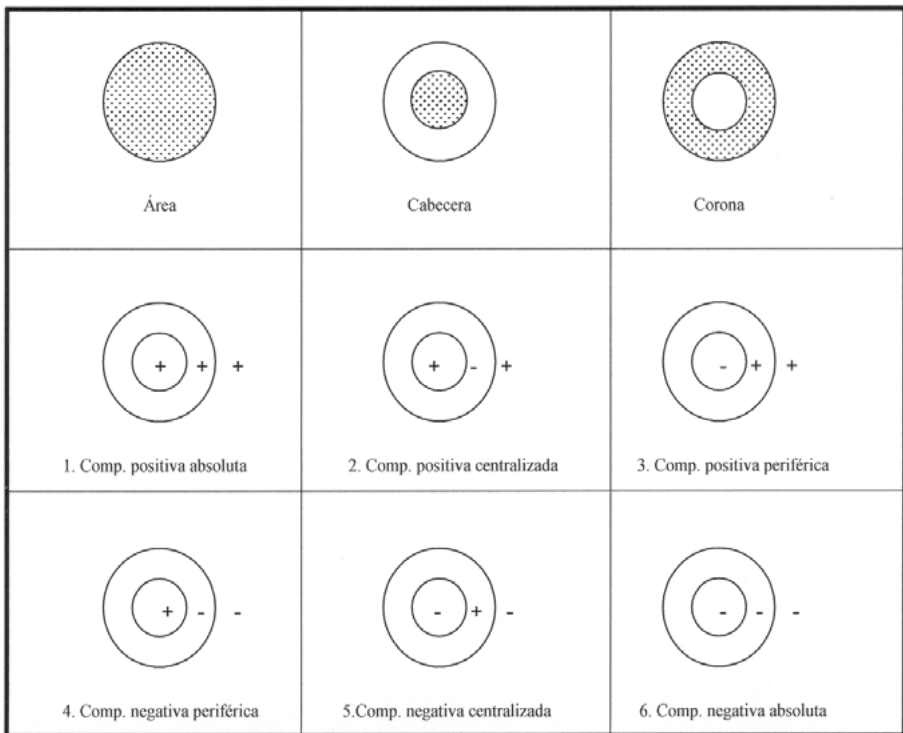 Área
Cabecera
Corona
+ + +
+ - +
- + +
1. Comp. positiva absoluta
2. Comp. positiva centralizada
3. Comp. positiva periférica
+ - -
- + -
- - -
4. Comp. negativa periférica
5.Comp. negativa centralizada
6. Comp. negativa absoluta